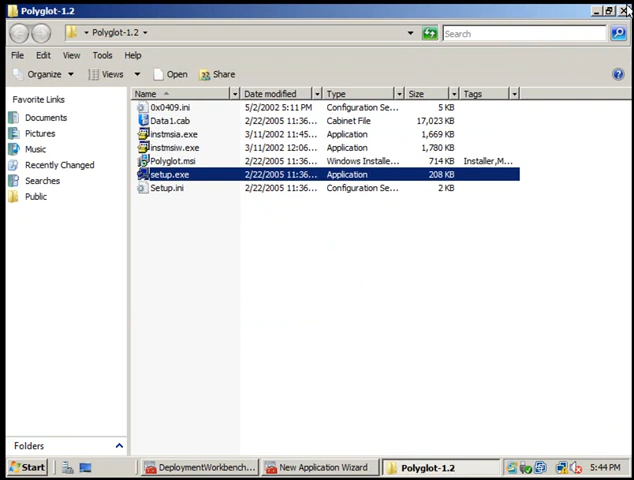 Polyglot-1.2
Polyglot-1.2
Search
File Edit View Tools Help
Organize Views Open Share
Favorite Links
Documents
Pictures
Music
Recently Changed
Searches
Public
Name Date modified Type Size Tags
0x0409.ini 5/2/2002 5:11 PM Configuration Se... 5 KB
Data1.cab 2/22/2005 11:36... Cabinet File 17,023 KB
instmsia.exe 3/11/2002 11:45... Application 1,669 KB
instmsiw.exe 3/11/2002 12:06... Application 1,780 KB
Polyglot.msi 2/22/2005 11:36... Windows Installe... 714 KB Installer,M...
setup.exe 2/22/2005 11:36... Application 208 KB
Setup.ini 2/22/2005 11:36... Configuration Se... 2 KB
Folders
Start DeploymentWorkbenc... New Application Wizard Polyglot-1.2 5:44 PM